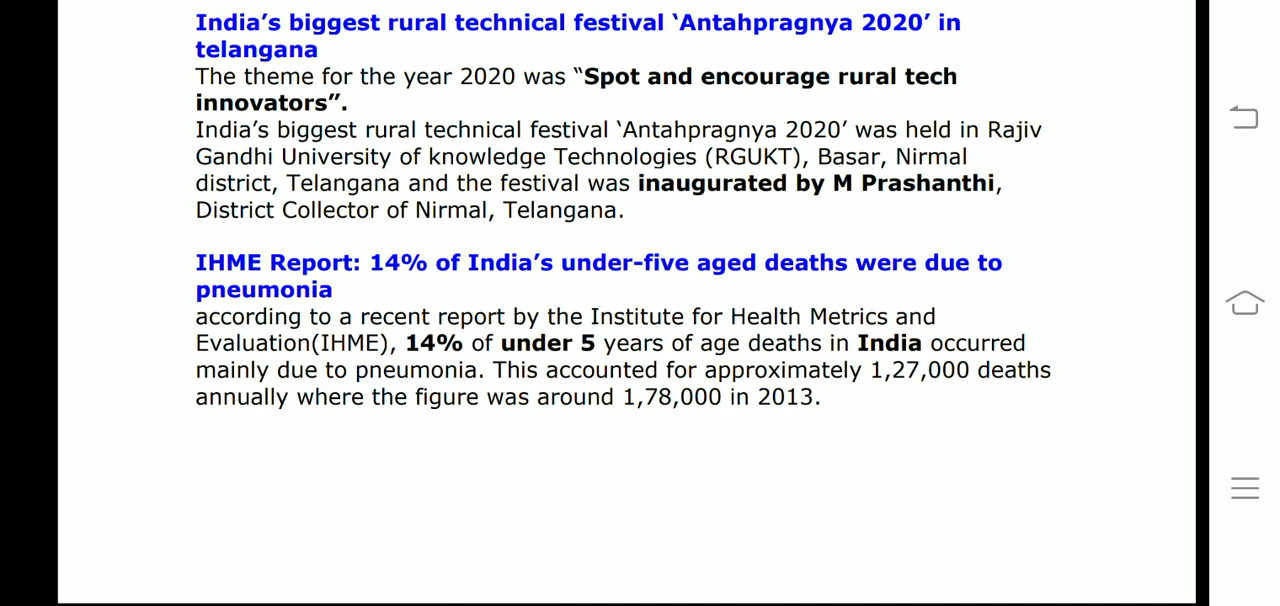 India’s biggest rural technical festival ‘Antahpragnya 2020’ in
telangana
The theme for the year 2020 was “Spot and encourage rural tech
innovators”.
India’s biggest rural technical festival ‘Antahpragnya 2020’ was held in Rajiv
Gandhi University of knowledge Technologies (RGUKT), Basar, Nirmal
district, Telangana and the festival was inaugurated by M Prashanthi,
District Collector of Nirmal, Telangana.
IHME Report: 14% of India’s under-five aged deaths were due to
pneumonia
according to a recent report by the Institute for Health Metrics and
Evaluation(IHME), 14% of under 5 years of age deaths in India occurred
mainly due to pneumonia. This accounted for approximately 1,27,000 deaths
annually where the figure was around 1,78,000 in 2013.